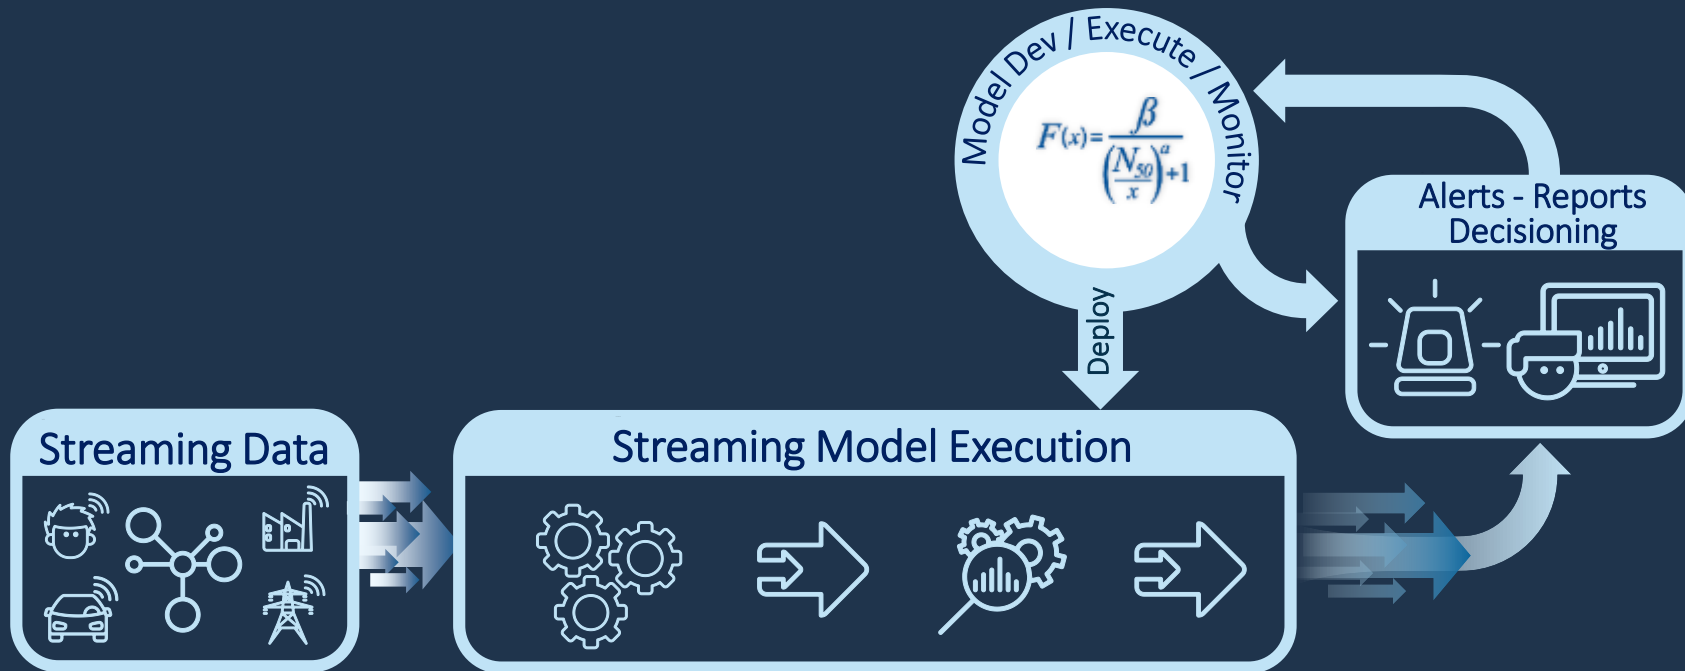 Model Dev / Execute / Monitor
F(x)=β/((N₅₀/x)ᵃ+1)
Deploy
Alerts - Reports
Decisioning
Streaming Data
Streaming Model Execution